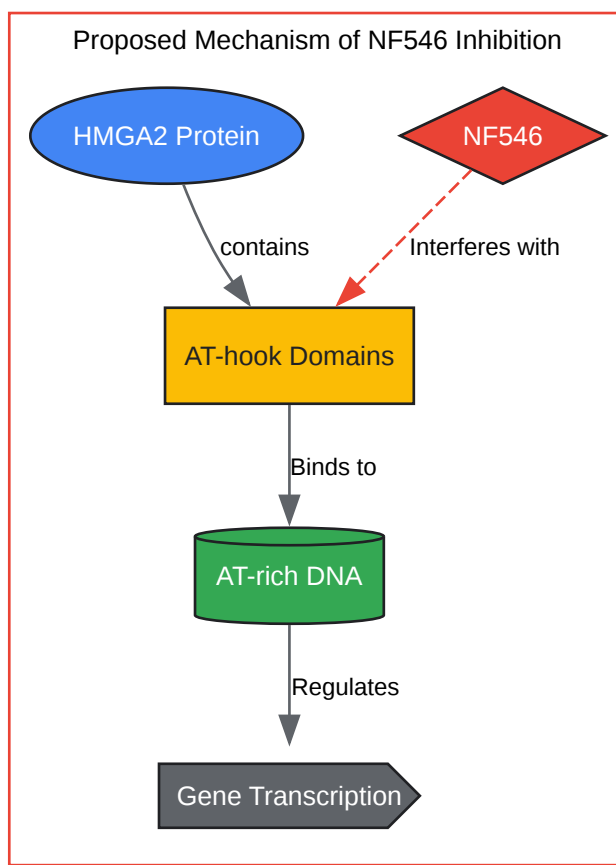 Proposed Mechanism of NF546 Inhibition
HMGA2 Protein
NF546
contains
Interferes with
AT-hook Domains
Binds to
AT-rich DNA
Regulates
Gene Transcription